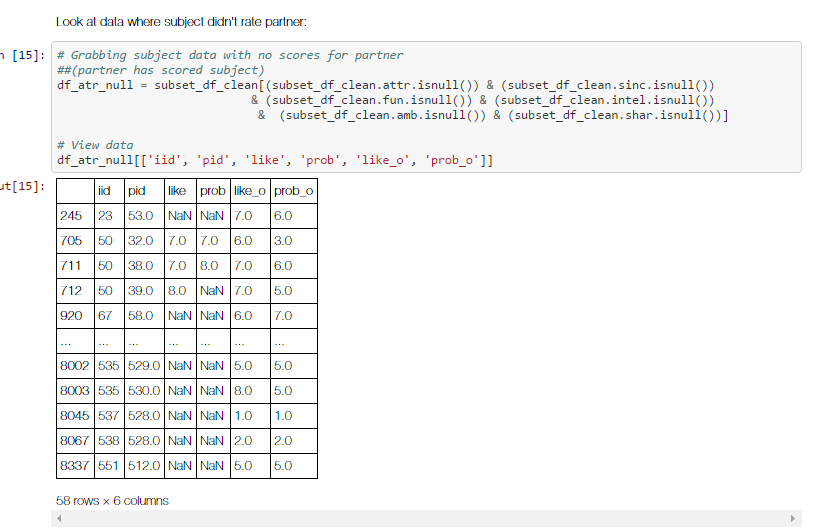 Look at data where subject didn't rate partner:
n [15]: # Grabbing subject data with no scores for partner
##(partner has scored subject)
df_atr_null = subset_df_clean[(subset_df_clean.attr.isnull()) & (subset_df_clean.sinc.isnull())
& (subset_df_clean.fun.isnull()) & (subset_df_clean.intel.isnull())
& (subset_df_clean.amb.isnull()) & (subset_df_clean.shar.isnull())]
# View data
df_atr_null[['iid', 'pid', 'like', 'prob', 'like_o', 'prob_o']]
ut[15]:
iid pid like prob like_o prob_o
245 23 53.0 NaN NaN 7.0 6.0
705 50 32.0 7.0 7.0 6.0 3.0
711 50 38.0 7.0 8.0 7.0 6.0
712 50 39.0 8.0 NaN 7.0 5.0
920 67 58.0 NaN NaN 6.0 7.0
... ... ... ... ... ... ...
8002 535 529.0 NaN NaN 5.0 5.0
8003 535 530.0 NaN NaN 8.0 5.0
8045 537 528.0 NaN NaN 1.0 1.0
8067 538 528.0 NaN NaN 2.0 2.0
8337 551 512.0 NaN NaN 5.0 5.0
58 rows × 6 columns